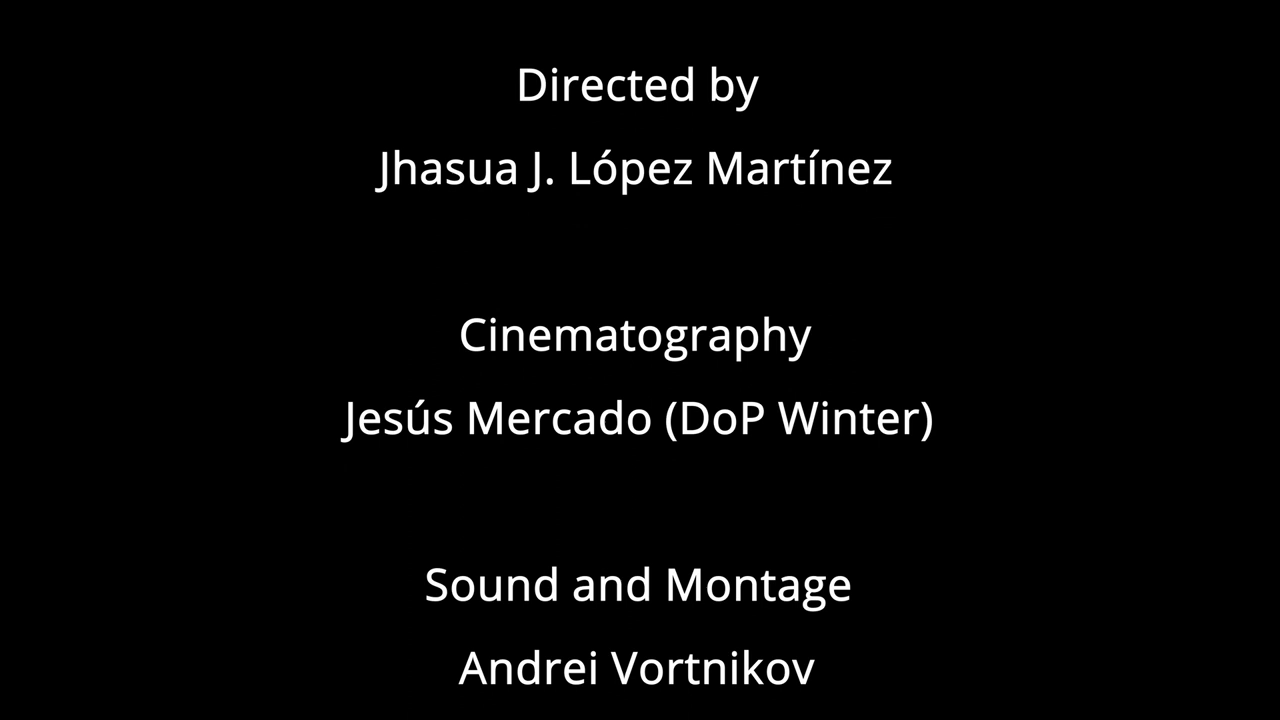 Directed by
Jhasua J. López Martínez
Cinematography
Jesús Mercado (DoP Winter)
Sound and Montage
Andrei Vortnikov